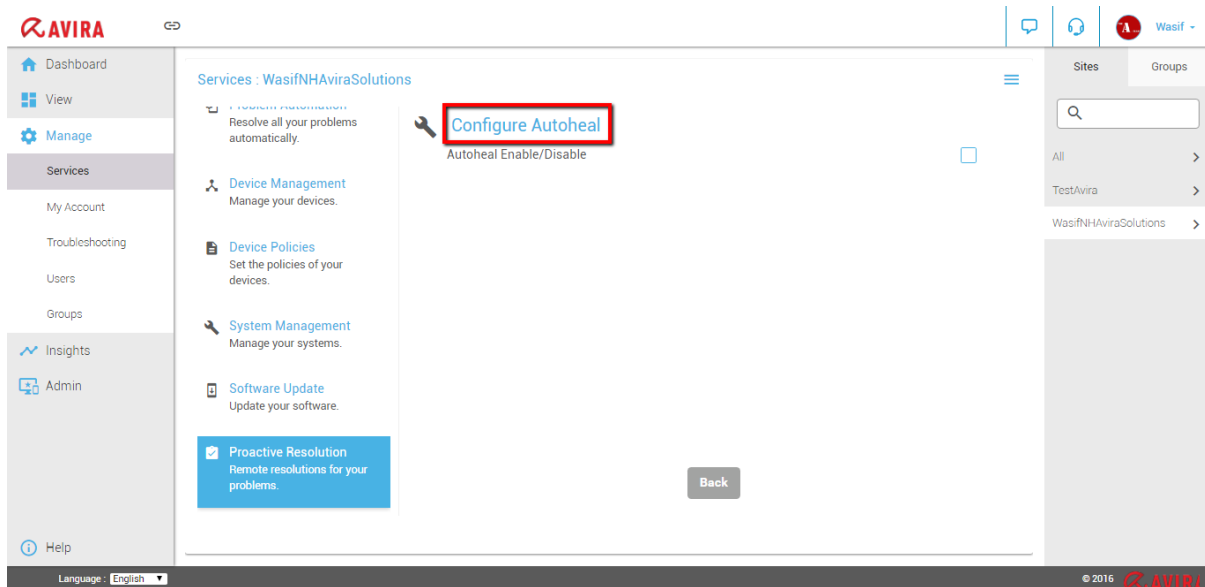 AVIRA
Wasif
Dashboard
View
Manage
Services
My Account
Troubleshooting
Users
Groups
Insights
Admin
Help
Services : WasifNHAviraSolutions
Problem Automation
Resolve all your problems
automatically.
Device Management
Manage your devices.
Device Policies
Set the policies of your
devices.
System Management
Manage your systems.
Software Update
Update your software.
Proactive Resolution
Remote resolutions for your
problems.
Configure Autoheal
Autoheal Enable/Disable
Back
Sites
Groups
All
TestAvira
WasifNHAviraSolutions
Language : English
© 2016
AVIRA